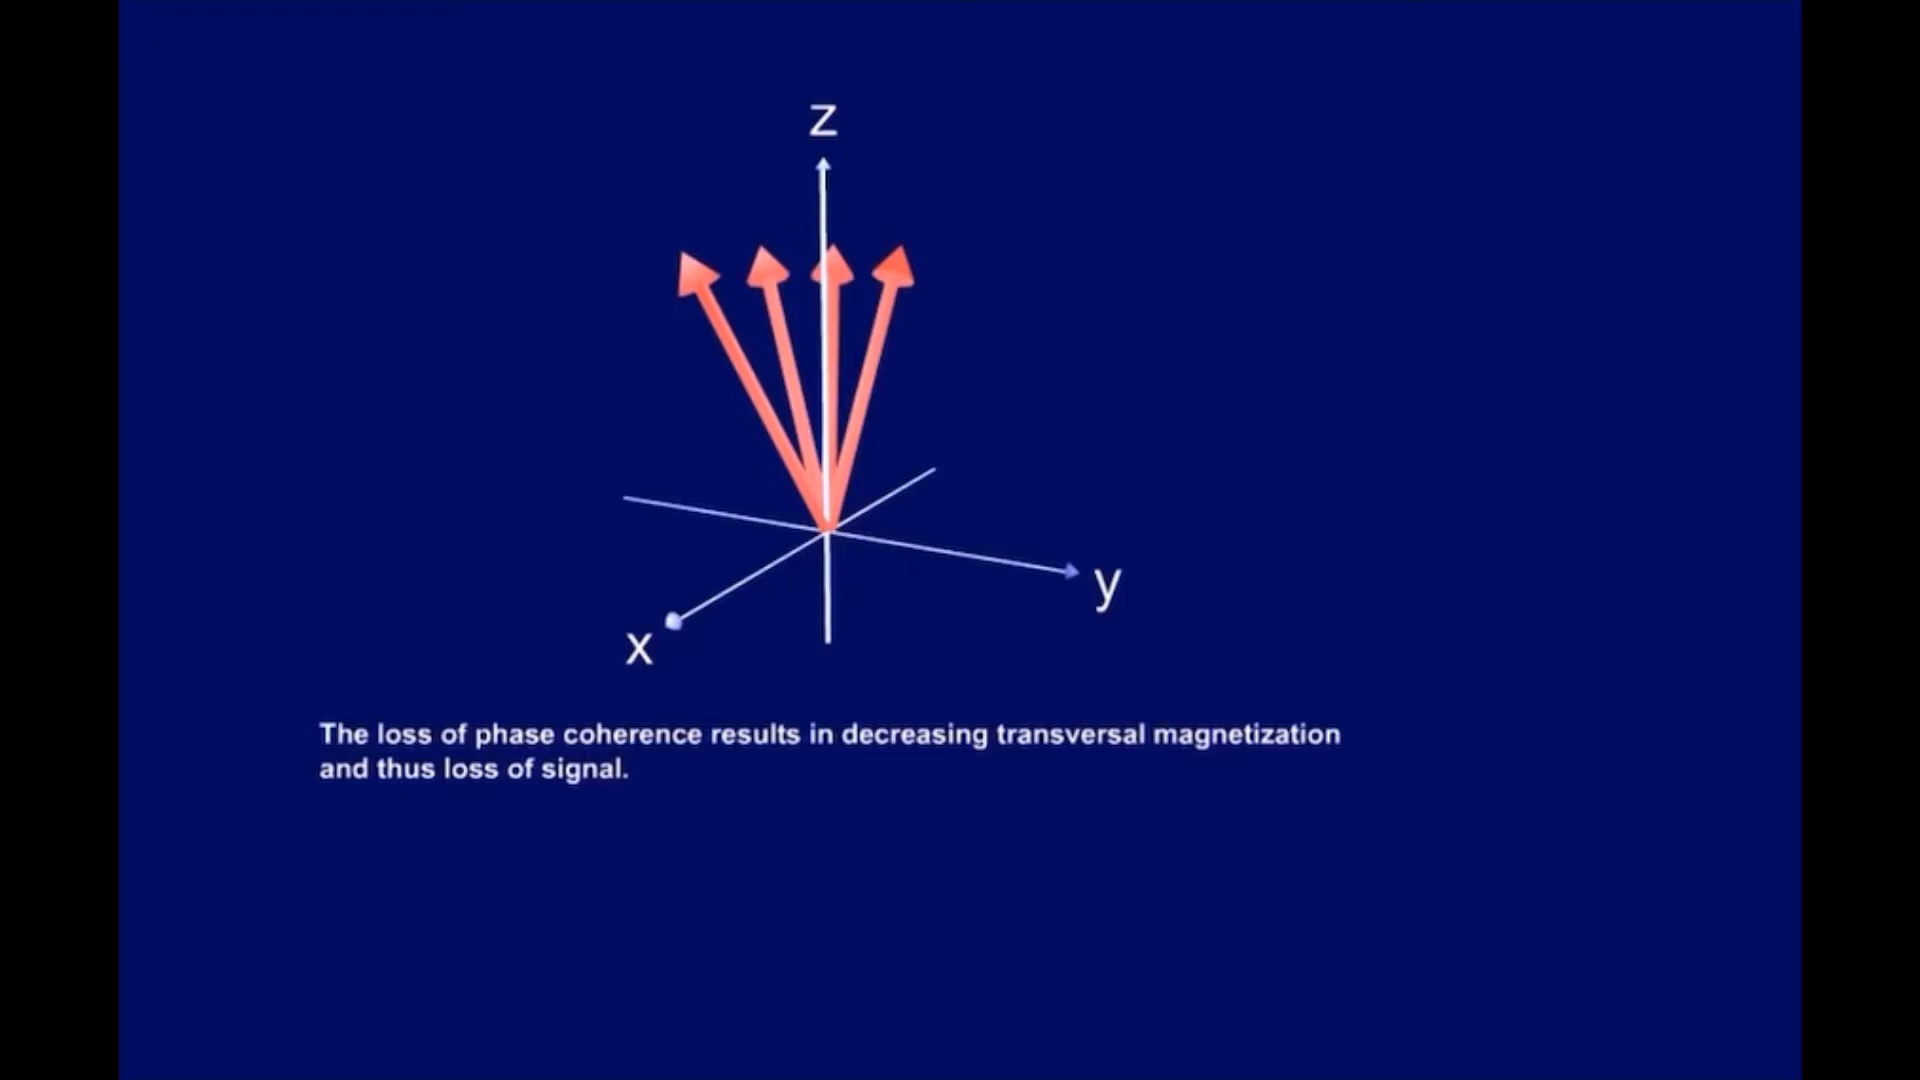 z
y
x
The loss of phase coherence results in decreasing transversal magnetization
and thus loss of signal.